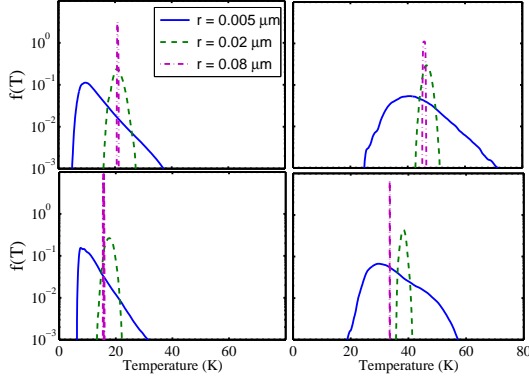 r = 0.005 μm
r = 0.02 μm
r = 0.08 μm
f(T)
10⁰
10⁻¹
10⁻²
10⁻³
f(T)
10⁰
10⁻¹
10⁻²
10⁻³
0 20 40 60 0 20 40 60 80
Temperature (K) Temperature (K)